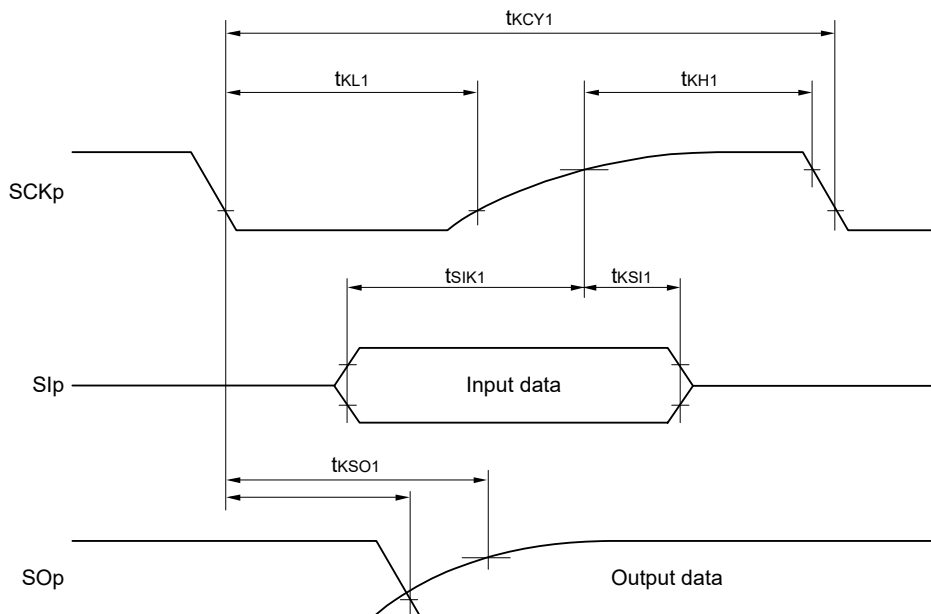 tKCY1
tKL1
tKH1
SCKp
tSIK1
tKSI1
SIp
Input data
tKSO1
SOp
Output data